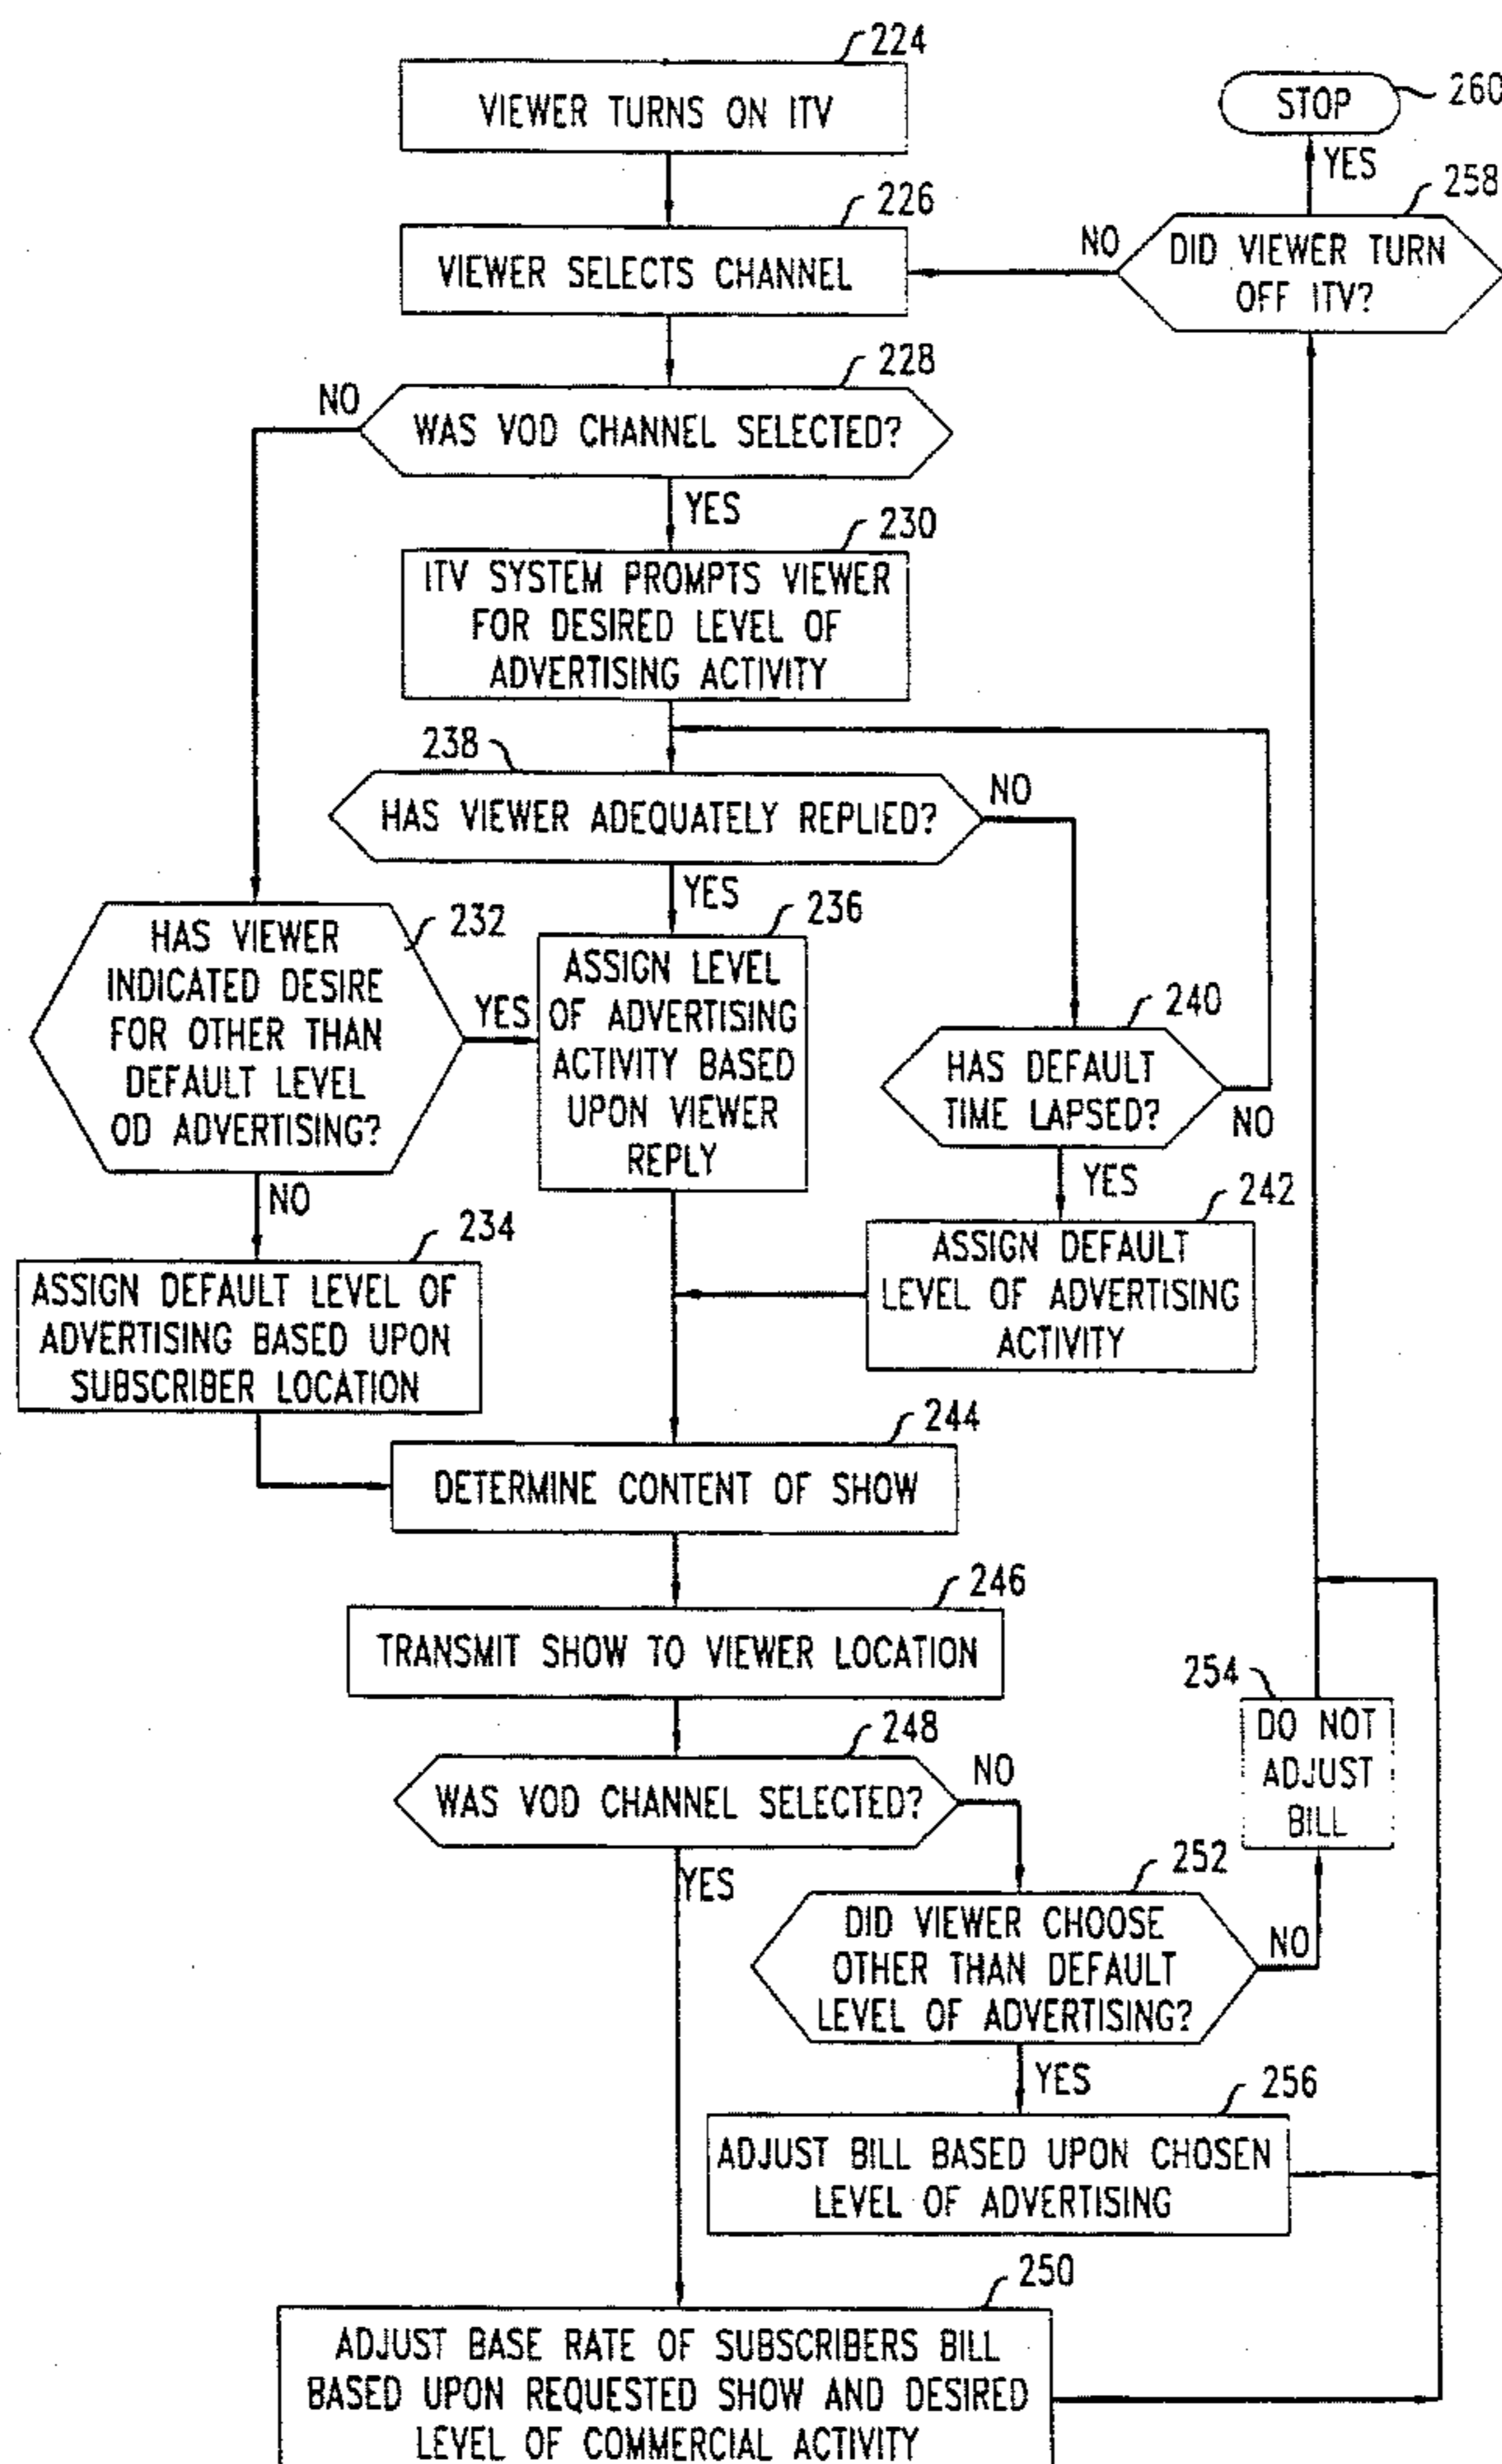 224
VIEWER TURNS ON ITV
STOP
260
YES
258
226
VIEWER SELECTS CHANNEL
NO
DID VIEWER TURN
OFF ITV?
228
NO
WAS VOD CHANNEL SELECTED?
YES
230
ITV SYSTEM PROMPTS VIEWER
FOR DESIRED LEVEL OF
ADVERTISING ACTIVITY
238
HAS VIEWER ADEQUATELY REPLIED?
NO
YES
232
HAS VIEWER
INDICATED DESIRE
FOR OTHER THAN
DEFAULT LEVEL
OD ADVERTISING?
YES
236
ASSIGN LEVEL
OF ADVERTISING
ACTIVITY BASED
UPON VIEWER
REPLY
240
HAS DEFAULT
TIME LAPSED?
NO
YES
NO
234
ASSIGN DEFAULT LEVEL OF
ADVERTISING BASED UPON
SUBSCRIBER LOCATION
242
ASSIGN DEFAULT
LEVEL OF ADVERTISING
ACTIVITY
244
DETERMINE CONTENT OF SHOW
246
TRANSMIT SHOW TO VIEWER LOCATION
248
WAS VOD CHANNEL SELECTED?
NO
YES
254
DO NOT
ADJUST
BILL
252
DID VIEWER CHOOSE
OTHER THAN DEFAULT
LEVEL OF ADVERTISING?
NO
YES
256
ADJUST BILL BASED UPON CHOSEN
LEVEL OF ADVERTISING
250
ADJUST BASE RATE OF SUBSCRIBERS BILL
BASED UPON REQUESTED SHOW AND DESIRED
LEVEL OF COMMERCIAL ACTIVITY